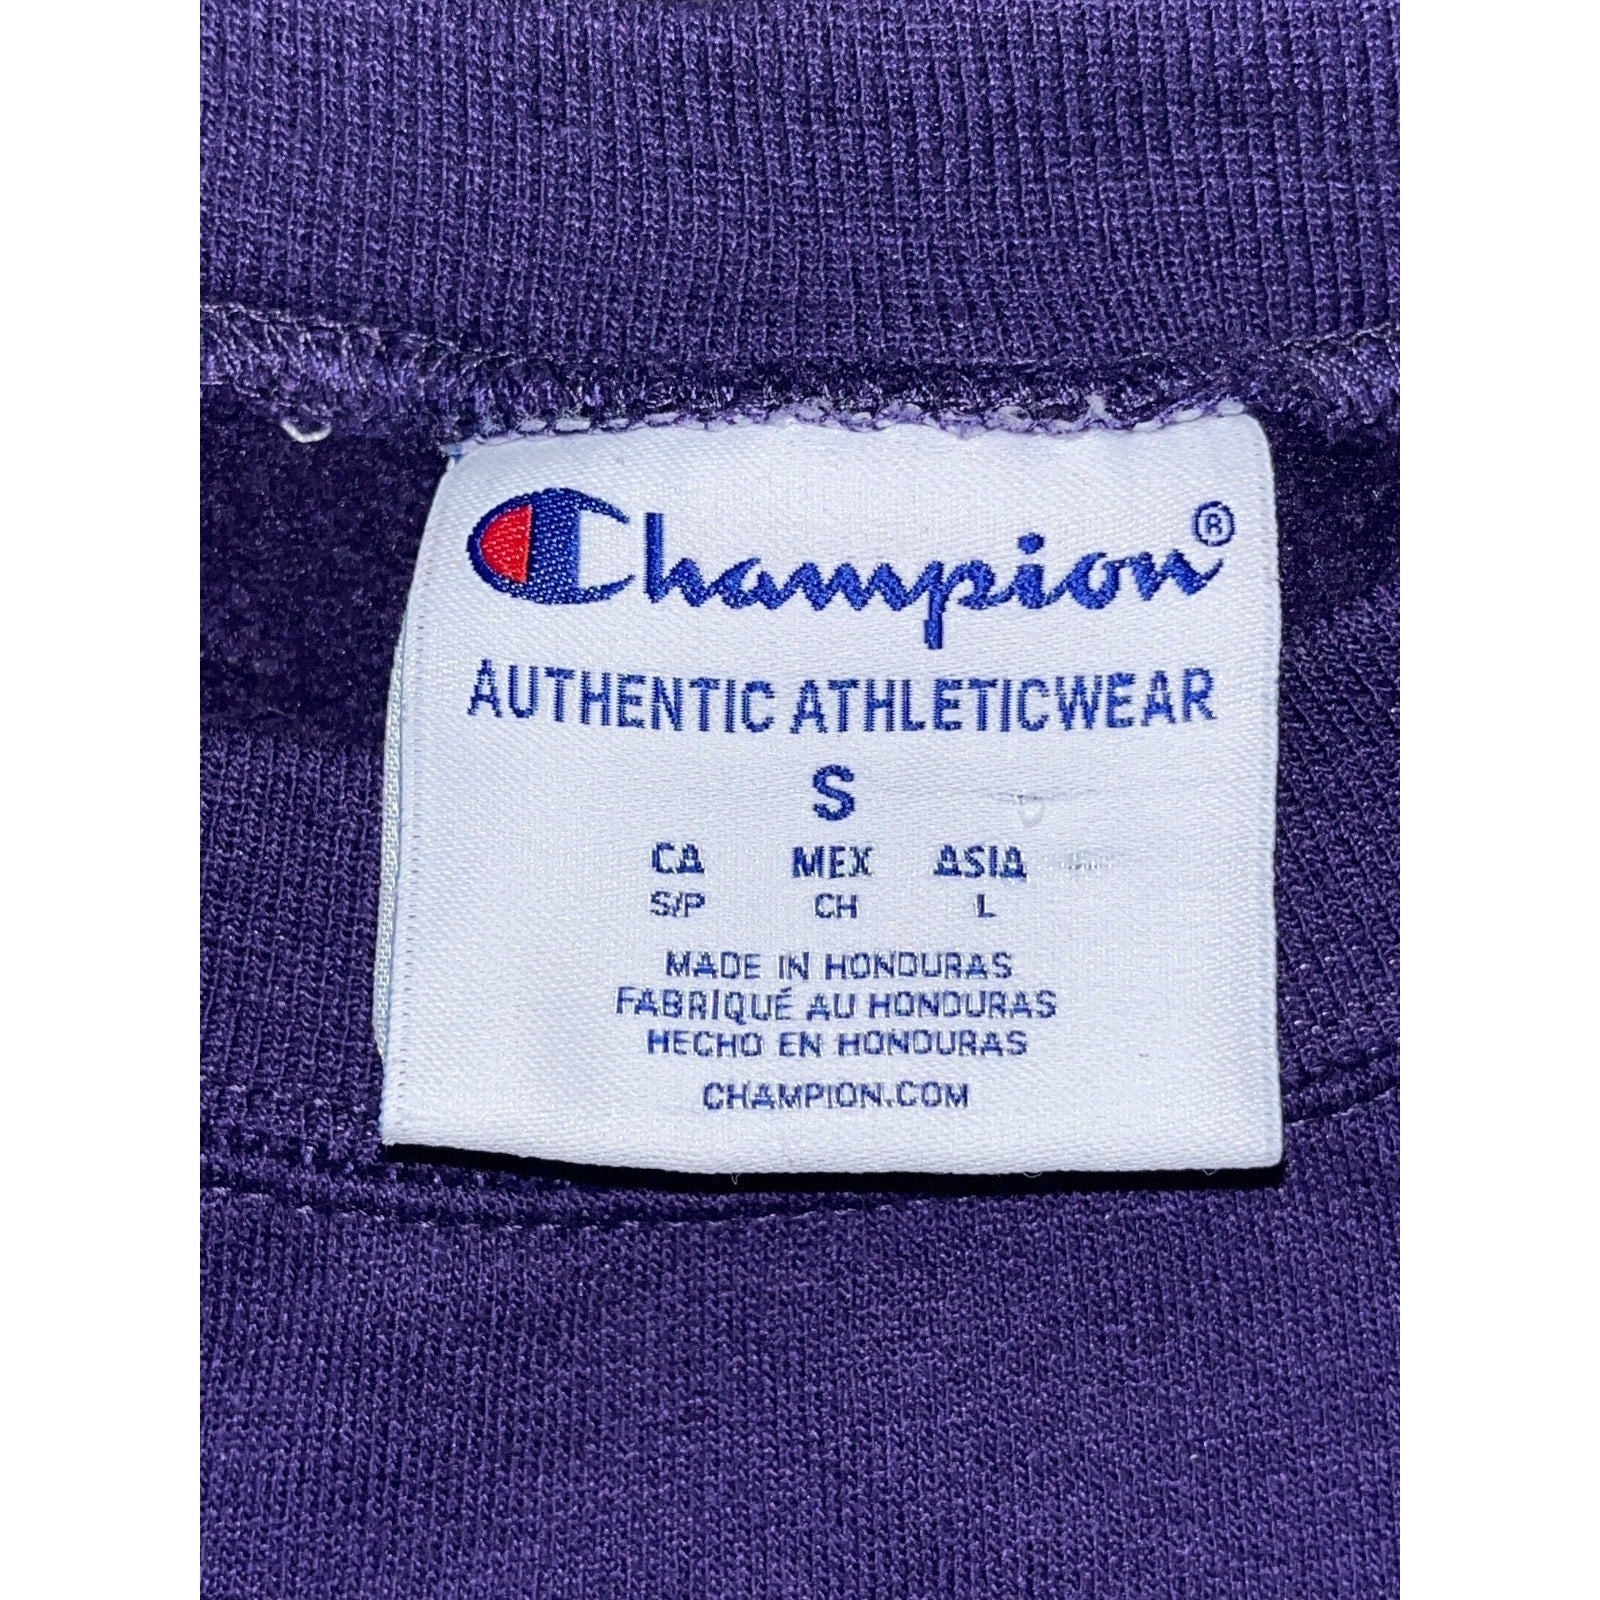 Champion®
AUTHENTIC ATHLETICWEAR
S
CA MEX ASIA
S/P CH L
MADE IN HONDURAS
FABRIQUÉ AU HONDURAS
HECHO EN HONDURAS
CHAMPION.COM